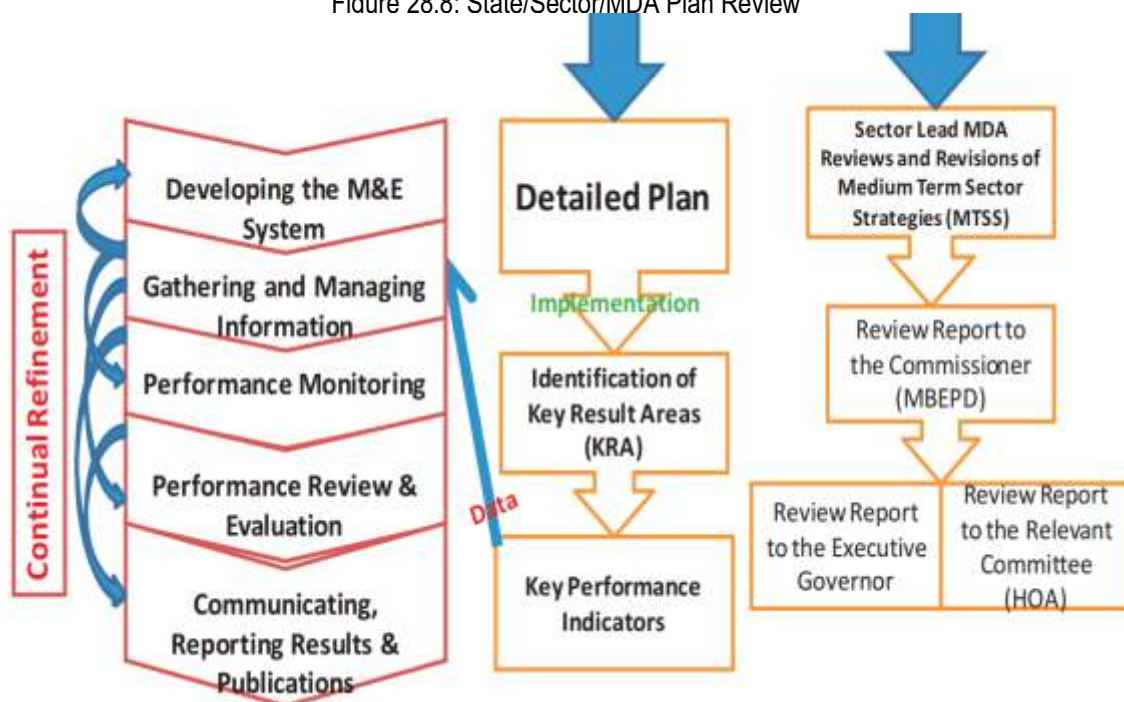 Figure 28.8: State/Sector/MDA Plan Review
Continual Refinement
Developing the M&E
System
Gathering and Managing
Information
Performance Monitoring
Performance Review &
Evaluation
Communicating,
Reporting Results &
Publications
Detailed Plan
Implementation
Identification of
Key Result Areas
(KRA)
Data
Key Performance
Indicators
Sector Lead MDA
Reviews and Revisions of
Medium Term Sector
Strategies (MTSS)
Review Report to
the Commissioner
(MBEPD)
Review Report
to the Executive
Governor
Review Report
to the Relevant
Committee
(HOA)